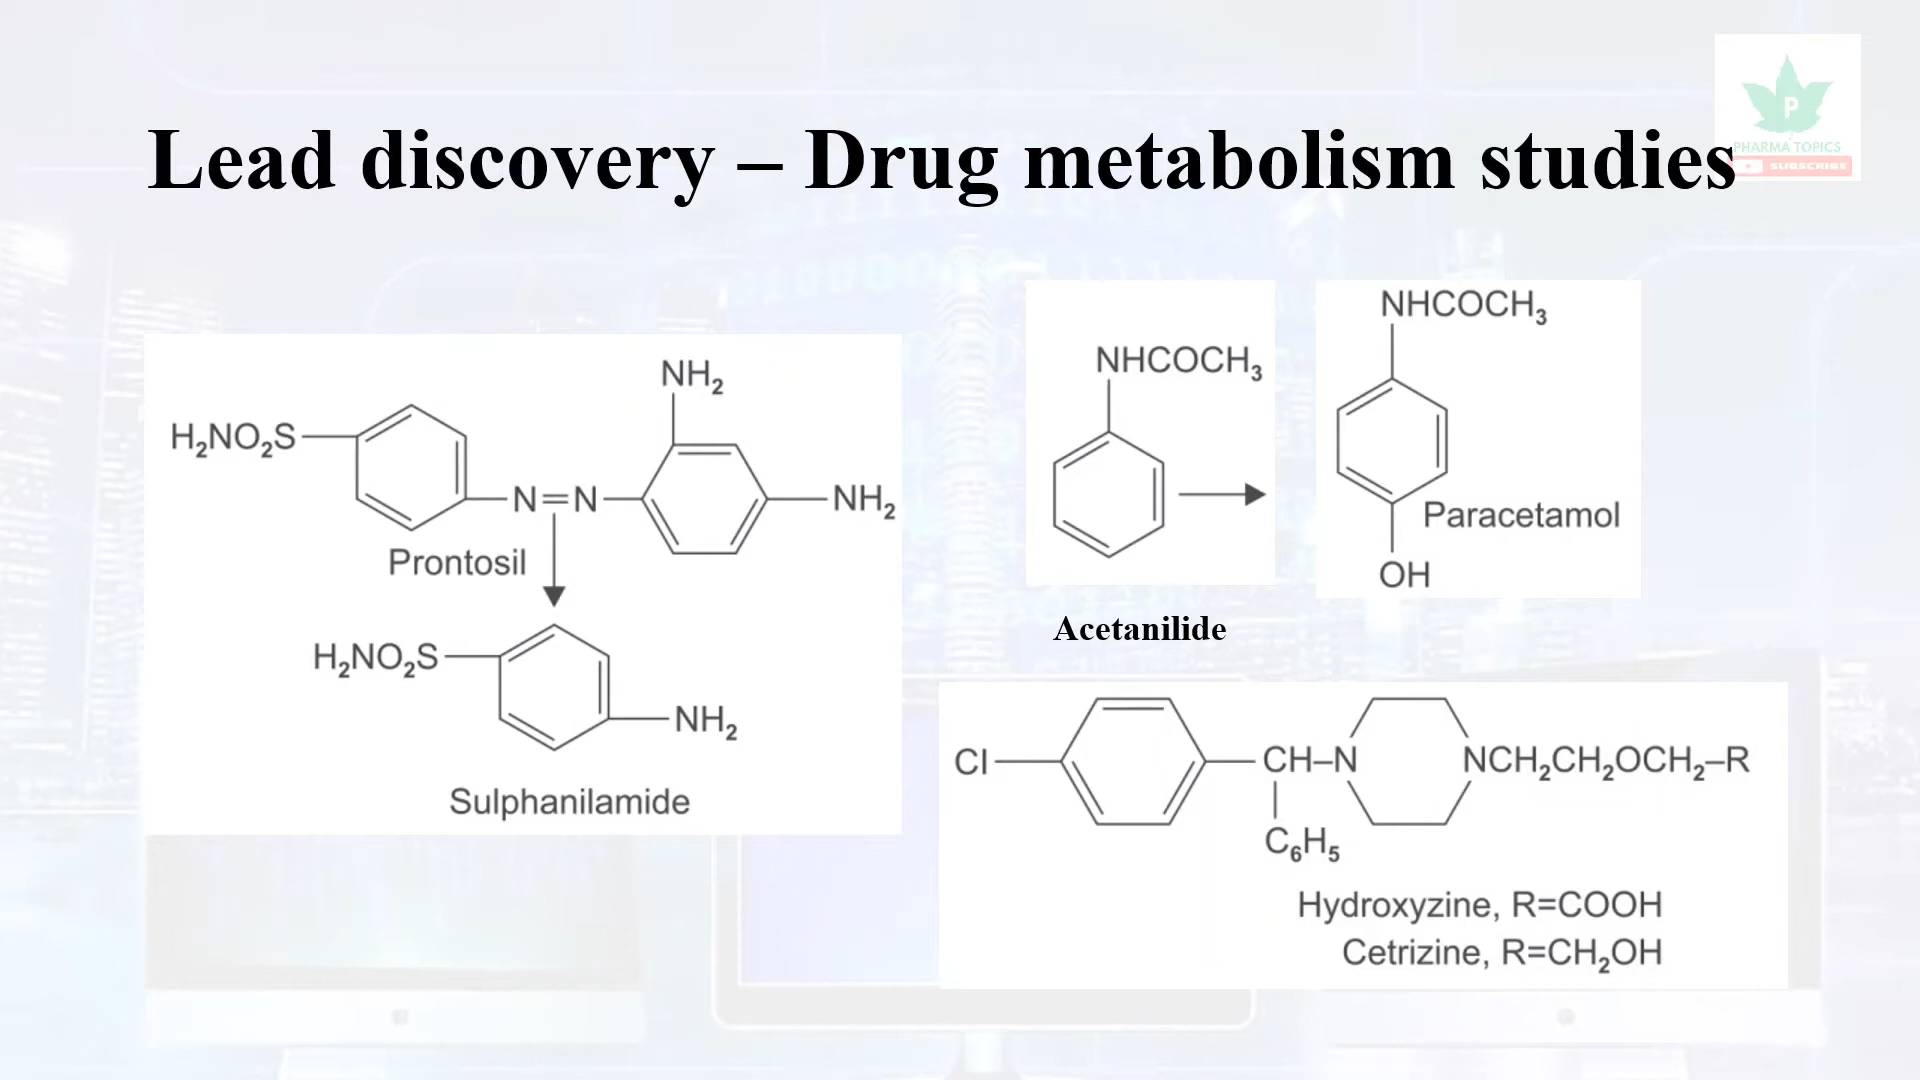 Lead discovery – Drug metabolism studies
P
PHARMA TOPICS
SUBSCRIBE
NH₂
H₂NO₂S
N=N
NH₂
Prontosil
H₂NO₂S
NH₂
Sulphanilamide
NHCOCH₃
NHCOCH₃
Paracetamol
OH
Acetanilide
Cl
CH–N
NCH₂CH₂OCH₂–R
C₆H₅
Hydroxyzine, R=COOH
Cetrizine, R=CH₂OH